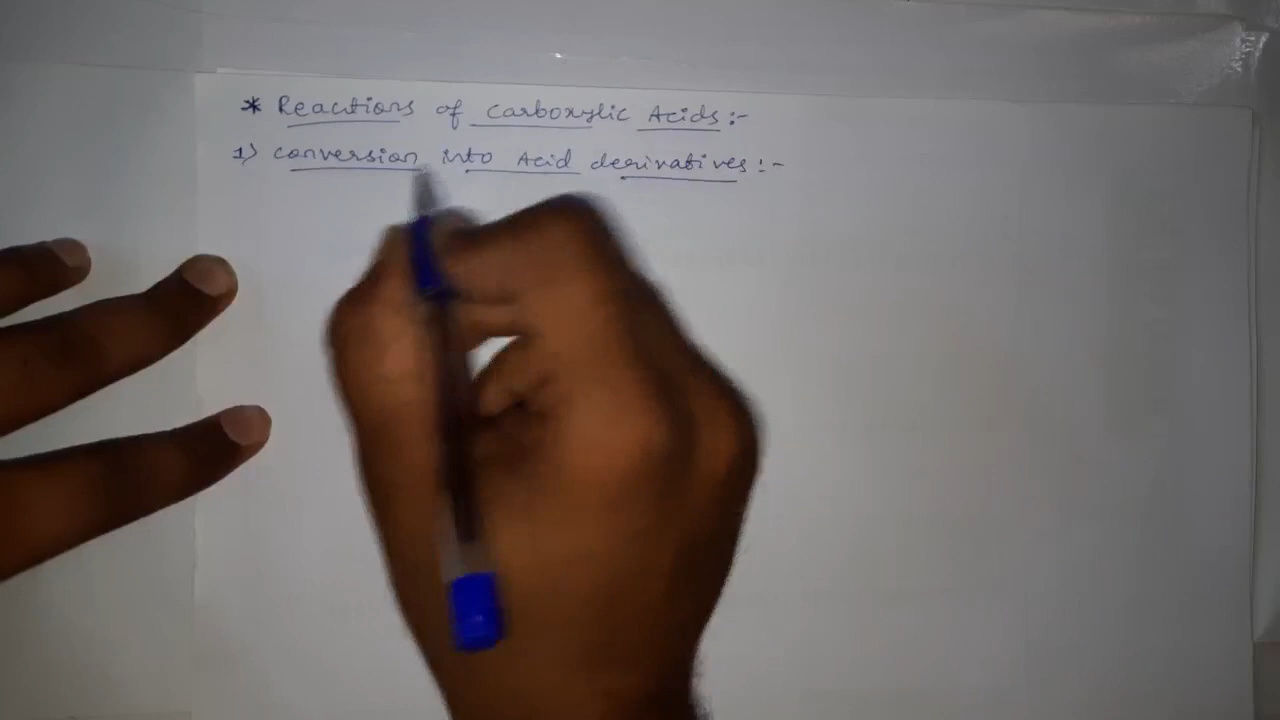 * Reactions of Carboxylic Acids :-
1) conversion into Acid derivatives :-